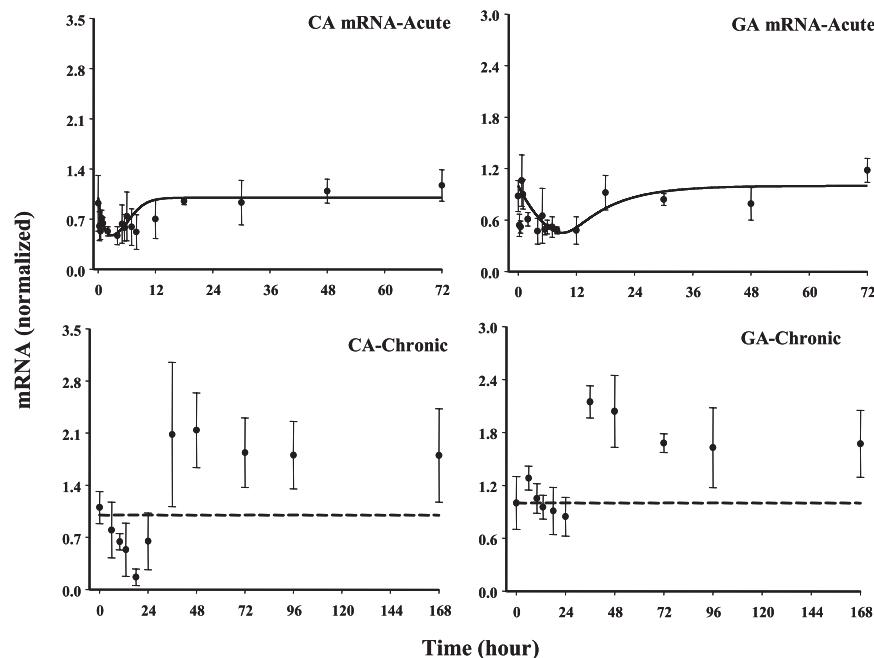 CA mRNA-Acute
3.5
2.8
2.1
1.4
0.7
0.0
0 12 24 36 48 60 72
GA mRNA-Acute
3.0
2.4
1.8
1.2
0.6
0.0
0 12 24 36 48 60 72
mRNA (normalized)
CA-Chronic
3.5
2.8
2.1
1.4
0.7
0.0
0 24 48 72 96 120 144 168
GA-Chronic
3.0
2.4
1.8
1.2
0.6
0.0
0 24 48 72 96 120 144 168
Time (hour)